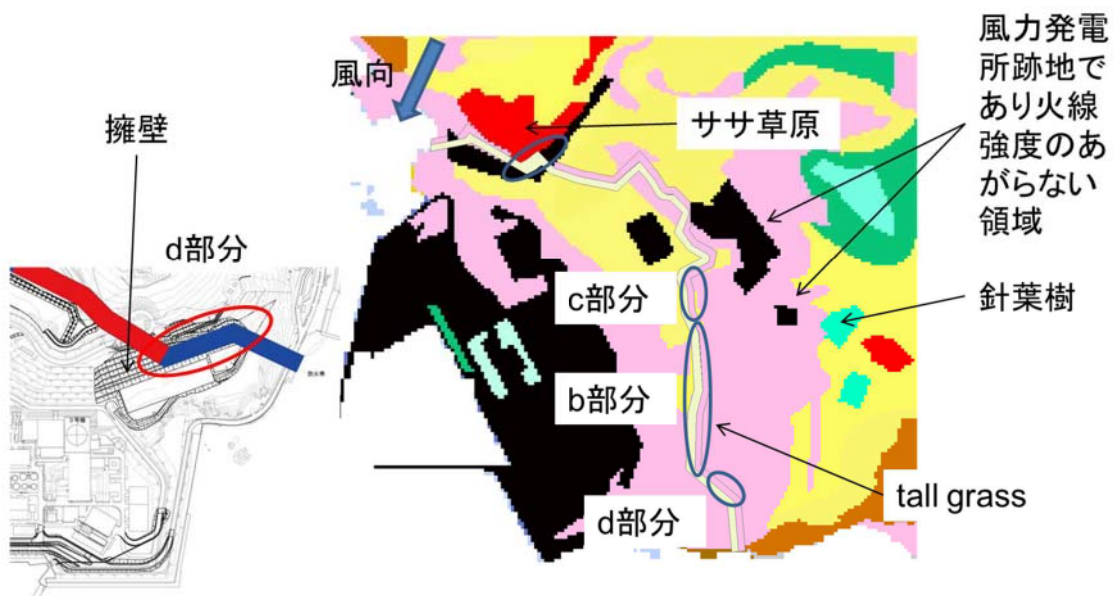 風力発電
所跡地で
あり火線
強度のあ
がらない
領域
風向
ササ草原
擁壁
d部分
c部分
針葉樹
b部分
tall grass
d部分